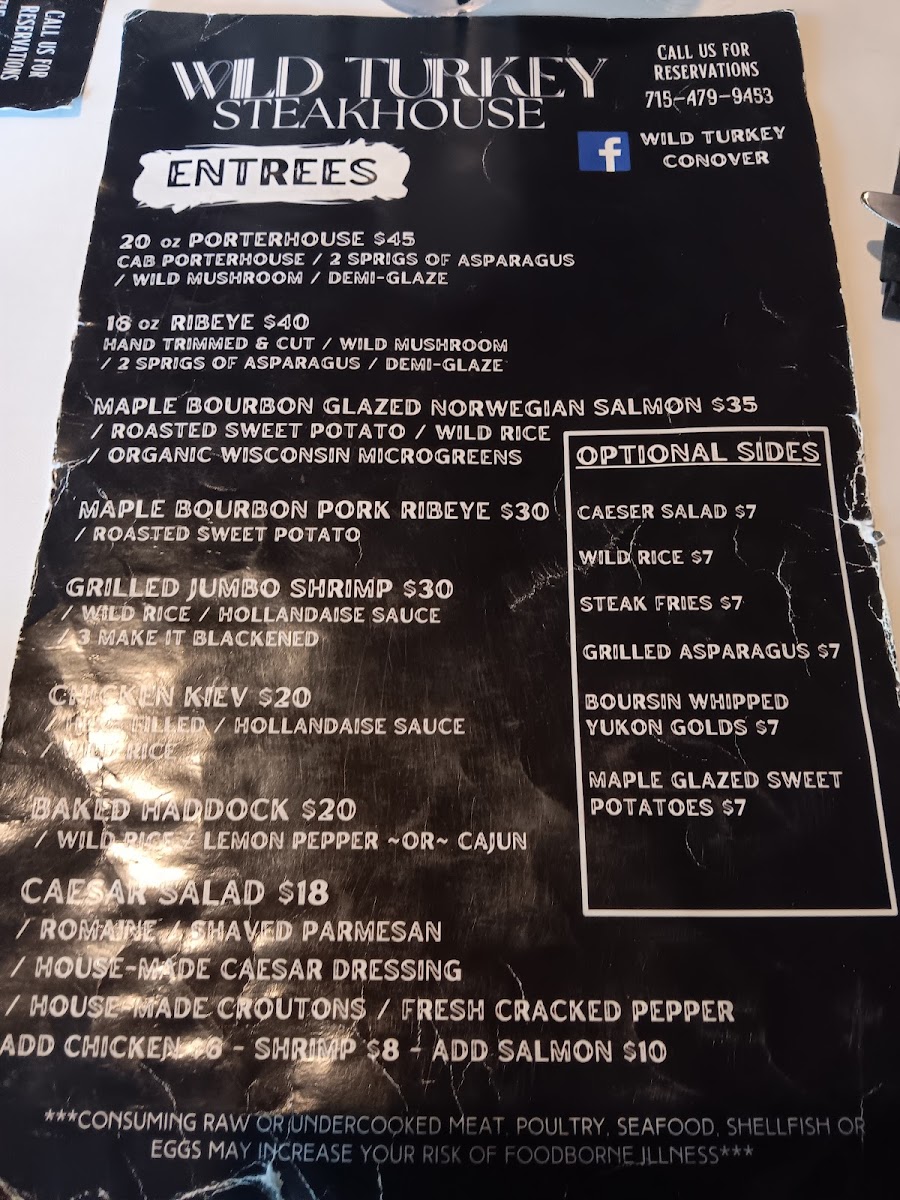 WILD TURKEY
STEAKHOUSE
CALL US FOR
RESERVATIONS
715-479-9453
f WILD TURKEY
CONOVER
ENTREES
20 oz PORTERHOUSE $45
CAB PORTERHOUSE / 2 SPRIGS OF ASPARAGUS
/ WILD MUSHROOM / DEMI-GLAZE
16 oz RIBEYE $40
HAND TRIMMED & CUT / WILD MUSHROOM
/ 2 SPRIGS OF ASPARAGUS / DEMI-GLAZE
MAPLE BOURBON GLAZED NORWEGIAN SALMON $35
/ ROASTED SWEET POTATO / WILD RICE
/ ORGANIC WISCONSIN MICROGREENS
MAPLE BOURBON PORK RIBEYE $30
/ ROASTED SWEET POTATO
GRILLED JUMBO SHRIMP $30
/ WILD RICE / HOLLANDAISE SAUCE
/ 3 MAKE IT BLACKENED
CHICKEN KIEV $20
/ FILLED / HOLLANDAISE SAUCE
/ WILD RICE
BAKED HADDOCK $20
/ WILD RICE / LEMON PEPPER ~OR~ CAJUN
CAESAR SALAD $18
/ ROMAINE / SHAVED PARMESAN
/ HOUSE-MADE CAESAR DRESSING
/ HOUSE-MADE CROUTONS / FRESH CRACKED PEPPER
ADD CHICKEN $6 - SHRIMP $8 - ADD SALMON $10
OPTIONAL SIDES
CAESER SALAD $7
WILD RICE $7
STEAK FRIES $7
GRILLED ASPARAGUS $7
BOURSIN WHIPPED
YUKON GOLDS $7
MAPLE GLAZED SWEET
POTATOES $7
***CONSUMING RAW OR UNDERCOOKED MEAT, POULTRY, SEAFOOD, SHELLFISH OR
EGGS MAY INCREASE YOUR RISK OF FOODBORNE ILLNESS***
CALL US FOR
RESERVATIONS